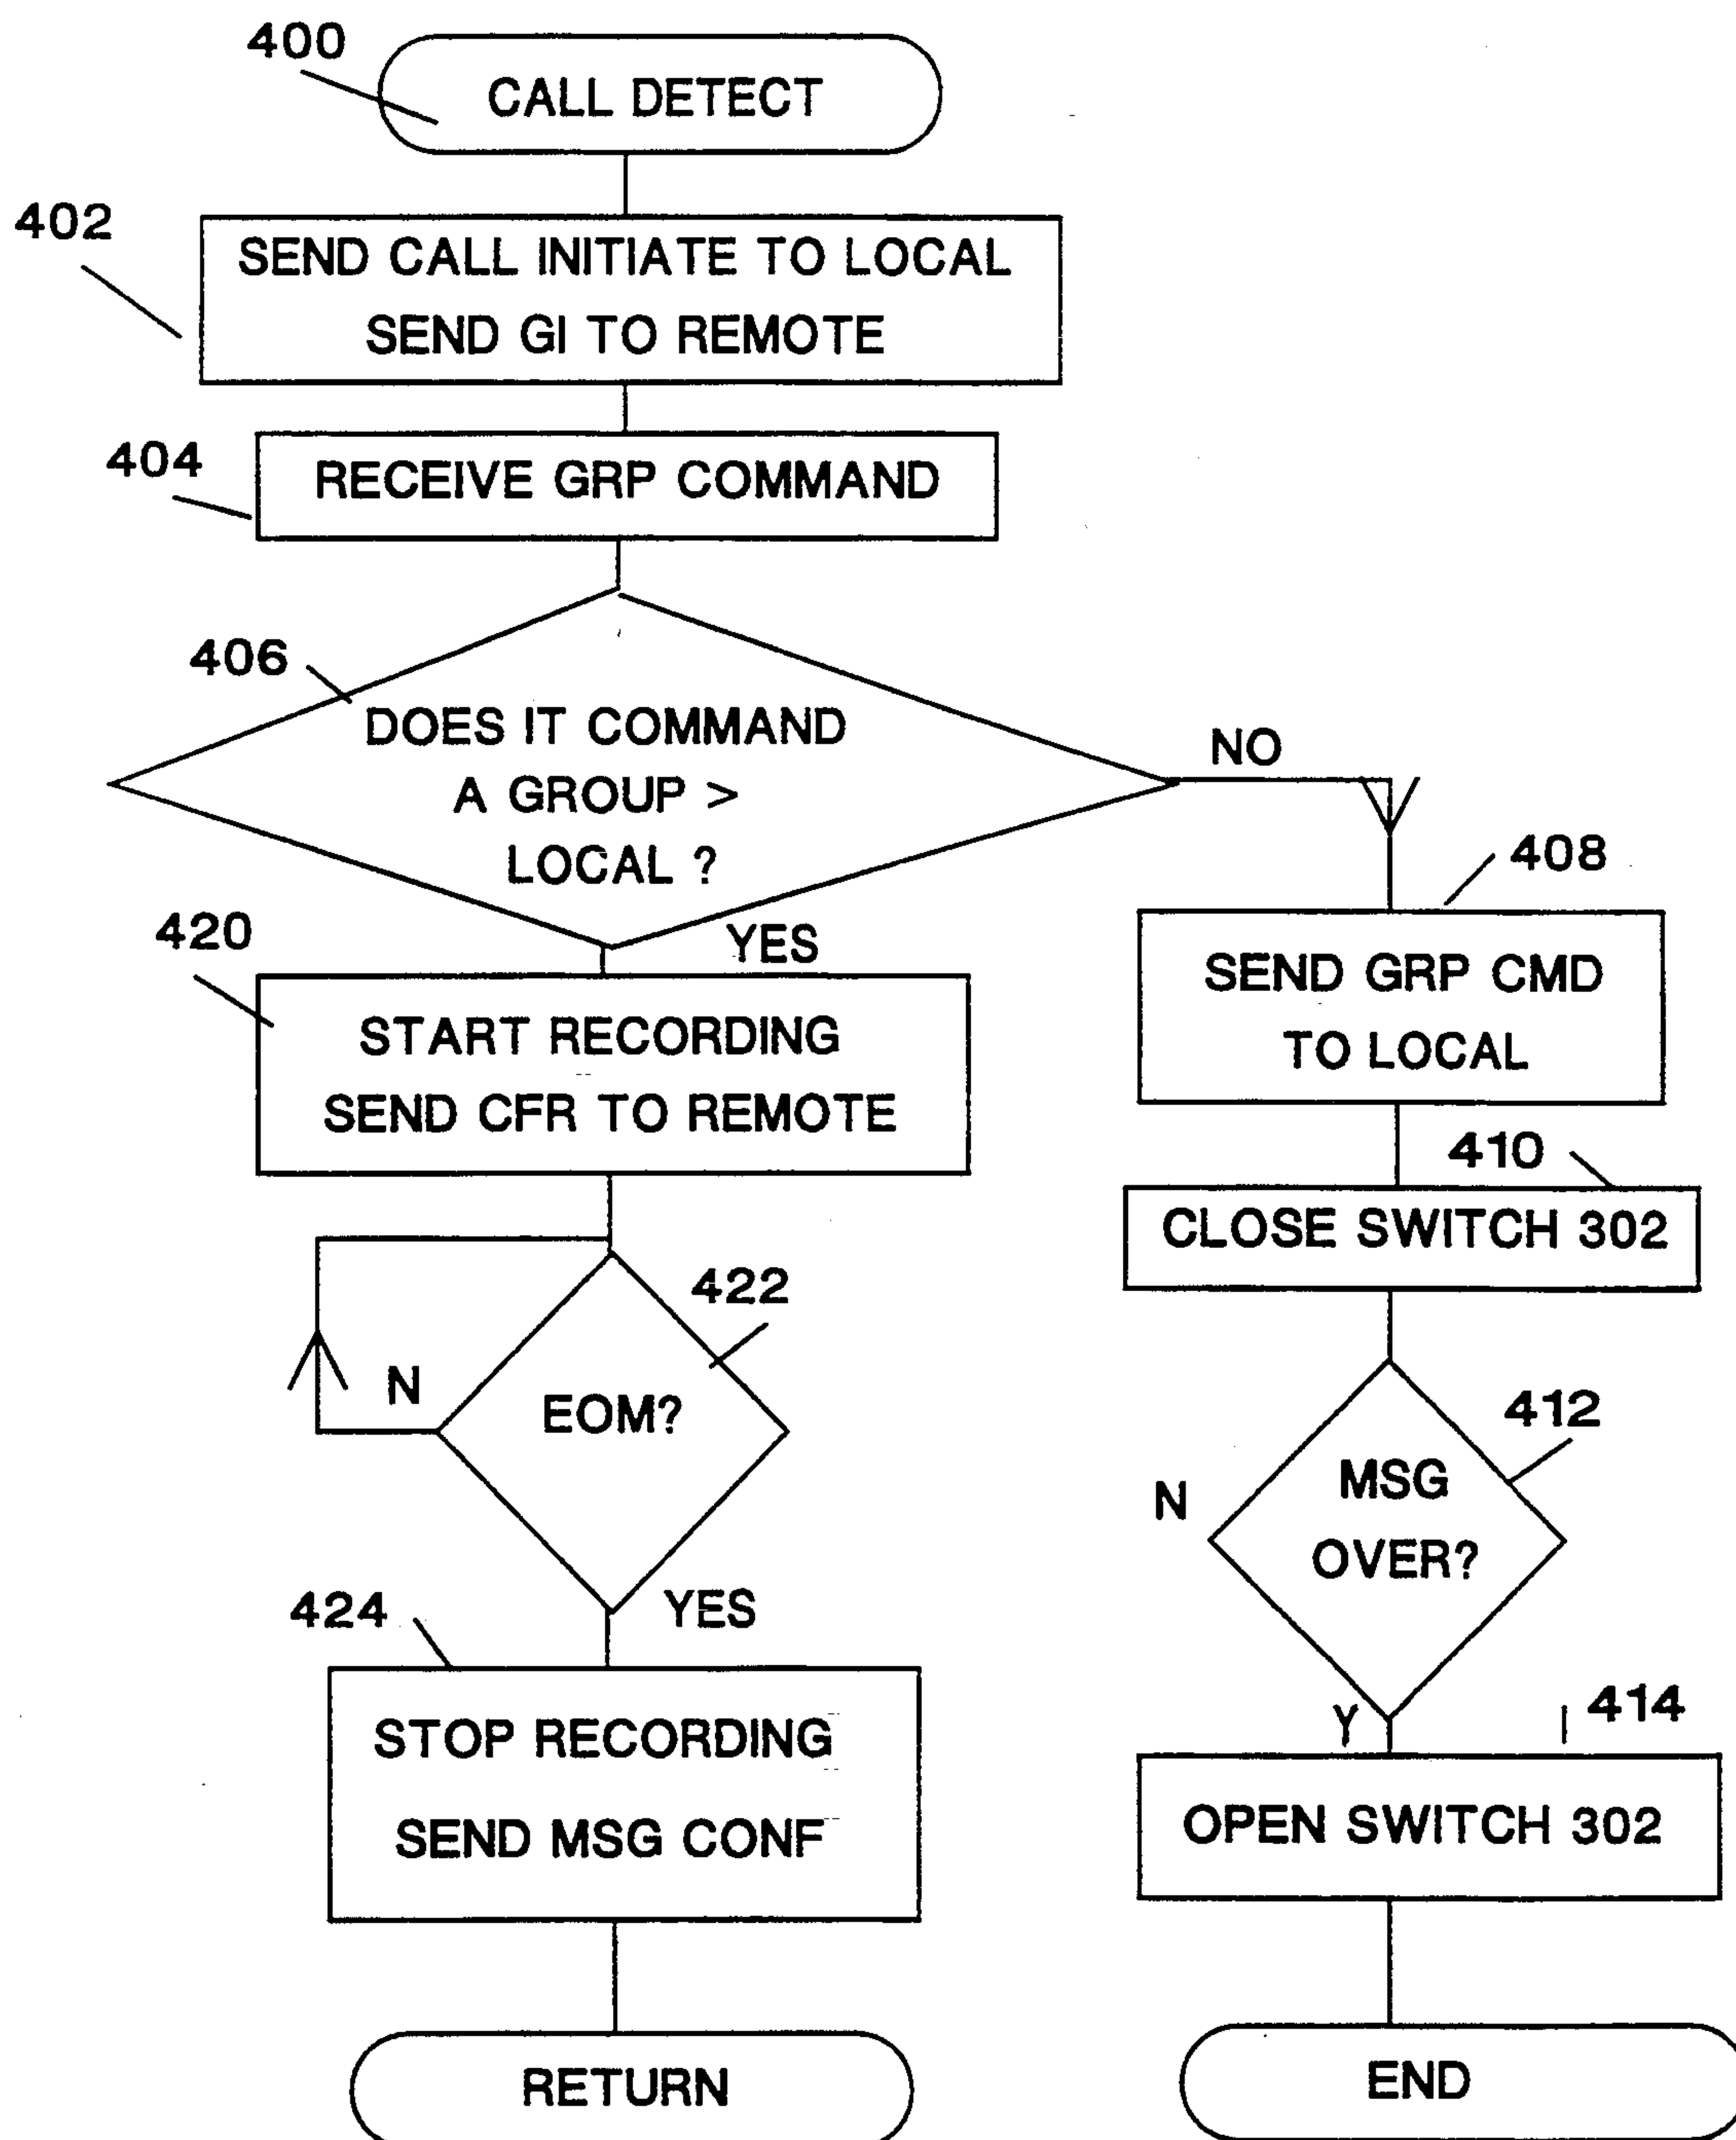 400
CALL DETECT
402
SEND CALL INITIATE TO LOCAL
SEND GI TO REMOTE
404
RECEIVE GRP COMMAND
406
DOES IT COMMAND
A GROUP >
LOCAL ?
NO
YES
408
SEND GRP CMD
TO LOCAL
420
START RECORDING
SEND CFR TO REMOTE
410
CLOSE SWITCH 302
422
EOM?
N
YES
412
MSG
OVER?
N
Y
424
STOP RECORDING
SEND MSG CONF
414
OPEN SWITCH 302
RETURN
END